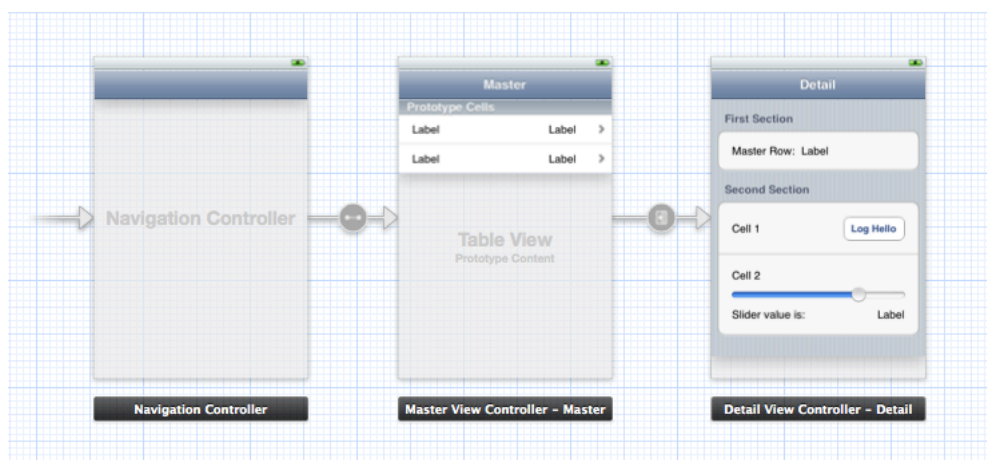 Navigation Controller
Navigation Controller
Master
Prototype Cells
Label Label
Label Label
Table View
Prototype Content
Master View Controller – Master
Detail
First Section
Master Row: Label
Second Section
Cell 1 Log Hello
Cell 2
Slider value is: Label
Detail View Controller – Detail